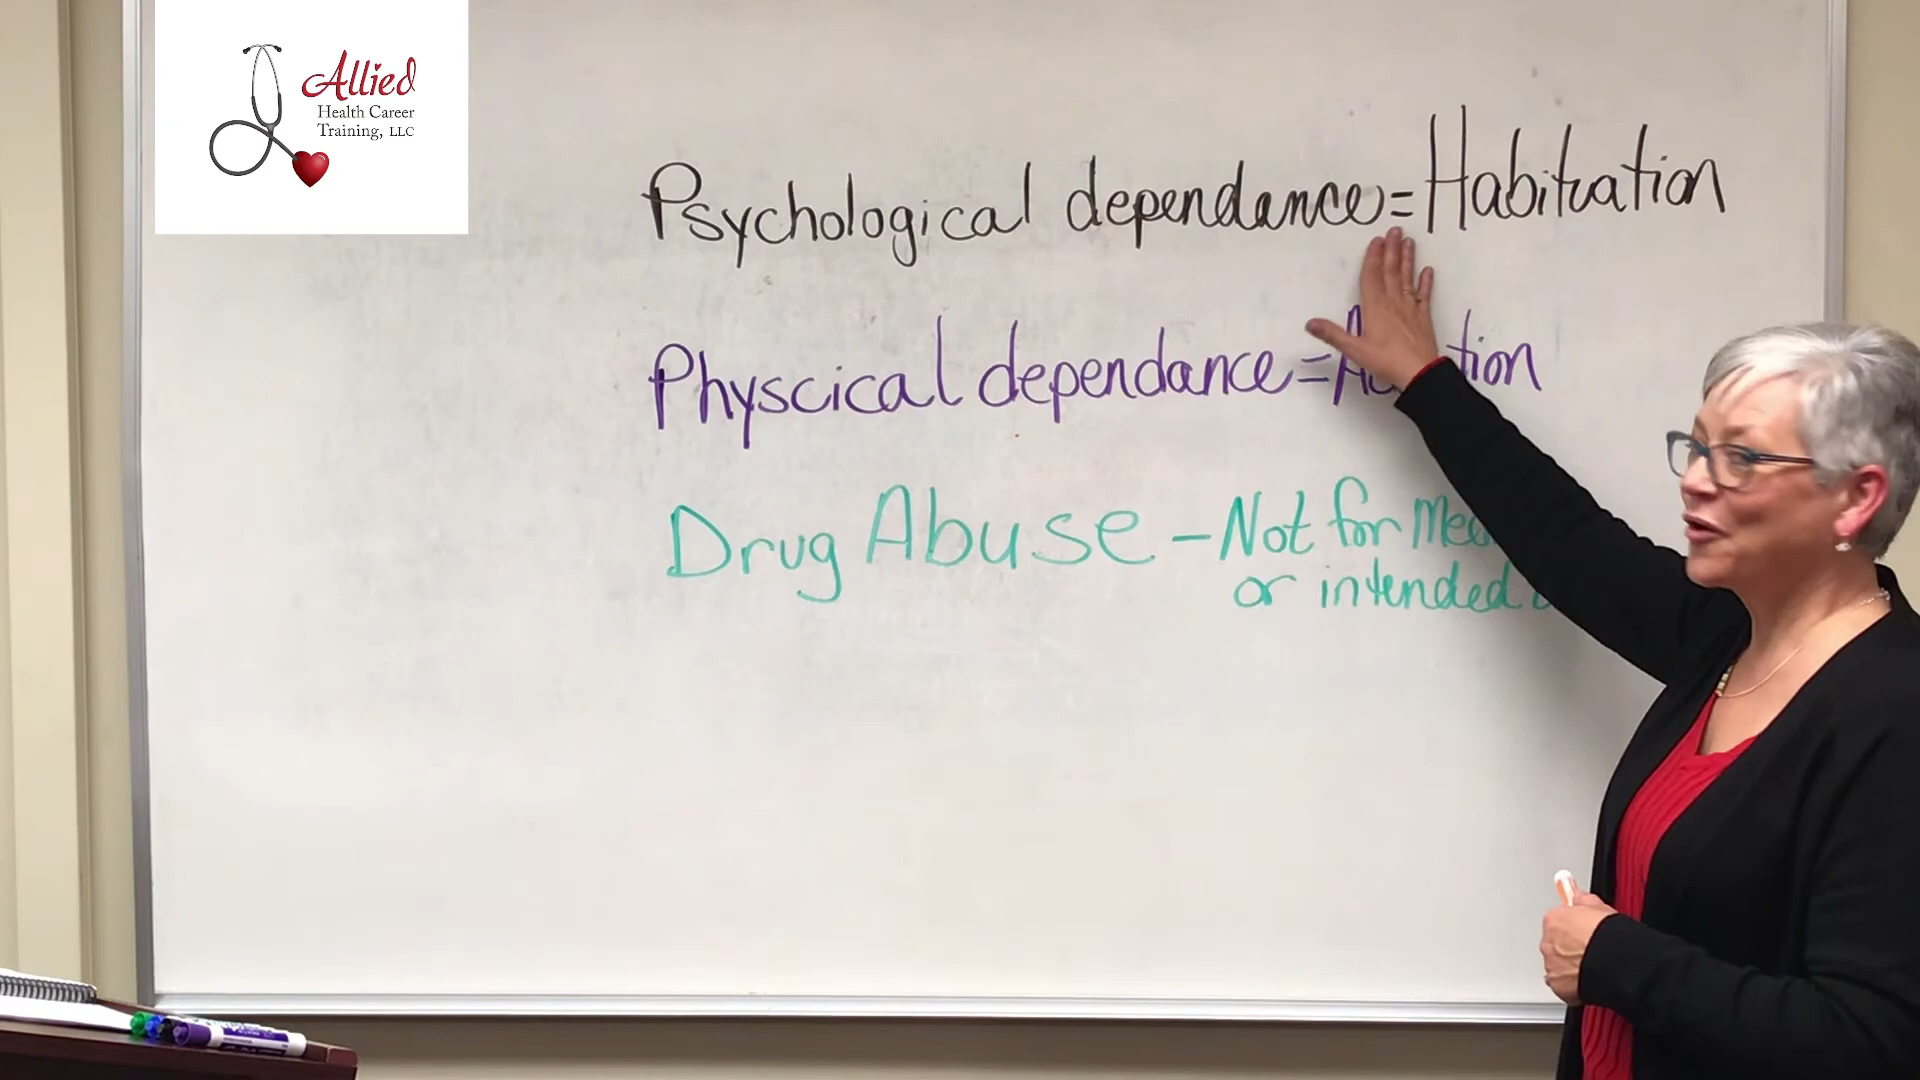 Allied
Health Career
Training, LLC
Psychological dependance = Habituation
Physcical dependance =
Drug Abuse - Not for
or intended